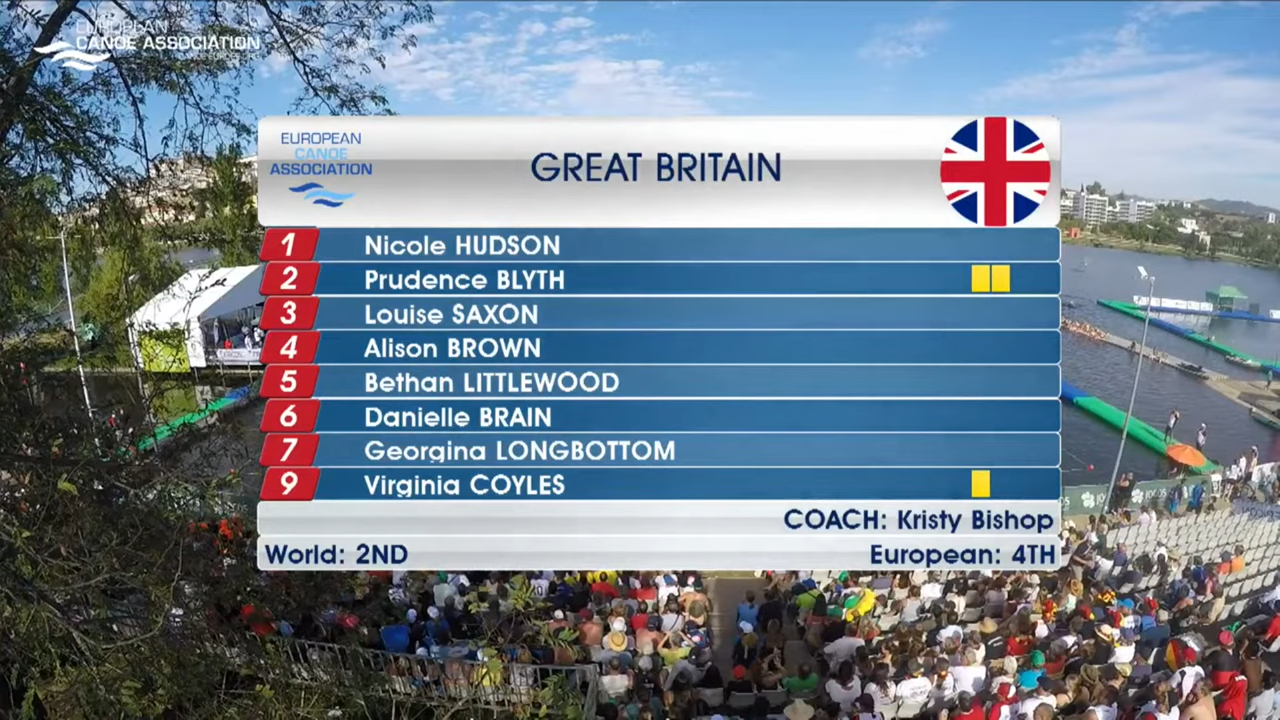 EUROPEAN
CANOE ASSOCIATION
EUROPEAN
CANOE
ASSOCIATION
GREAT BRITAIN
1 Nicole HUDSON
2 Prudence BLYTH
3 Louise SAXON
4 Alison BROWN
5 Bethan LITTLEWOOD
6 Danielle BRAIN
7 Georgina LONGBOTTOM
9 Virginia COYLES
COACH: Kristy Bishop
World: 2ND European: 4TH